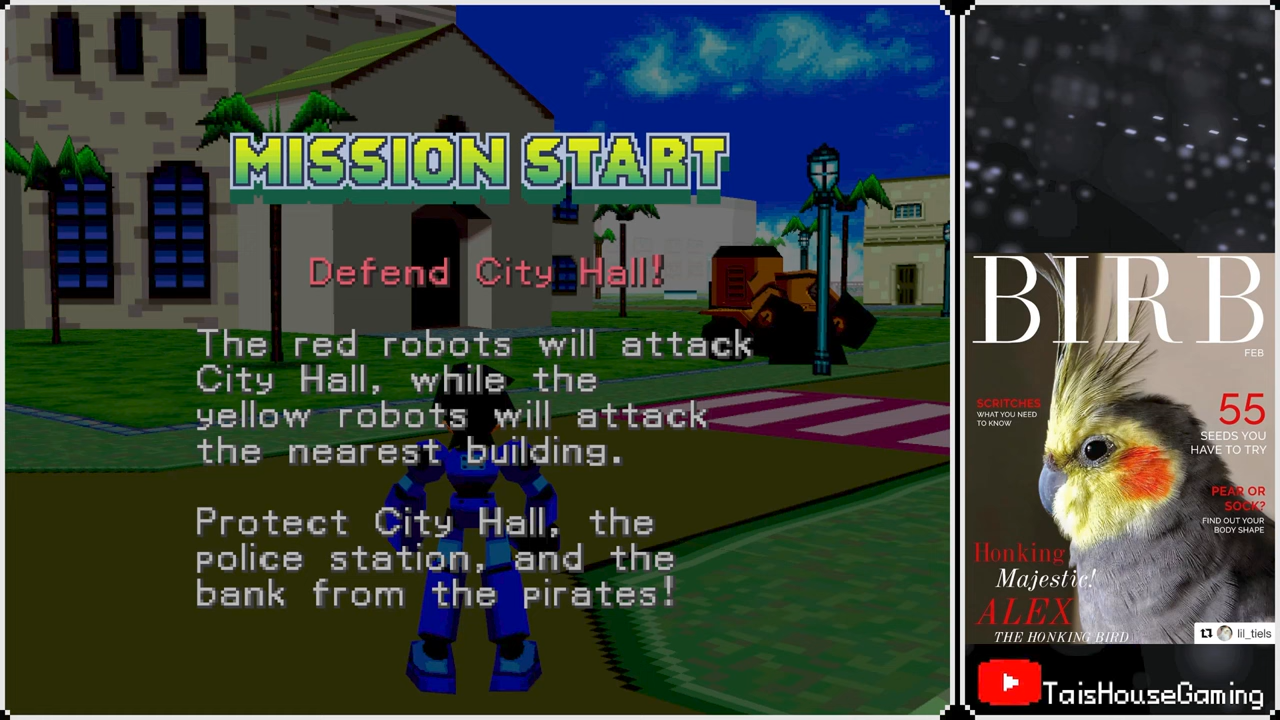 MISSION START
Defend City Hall!
The red robots will attack
City Hall, while the
yellow robots will attack
the nearest building.
Protect City Hall, the
police station, and the
bank from the pirates!
BIRB
FEB
SCRITCHES
WHAT YOU NEED
TO KNOW
55
SEEDS YOU
HAVE TO TRY
PEAR OR
SOCK?
FIND OUT YOUR
BODY SHAPE
Honking
Majestic!
ALEX
THE HONKING BIRD
lil_tiels
TaisHouseGaming